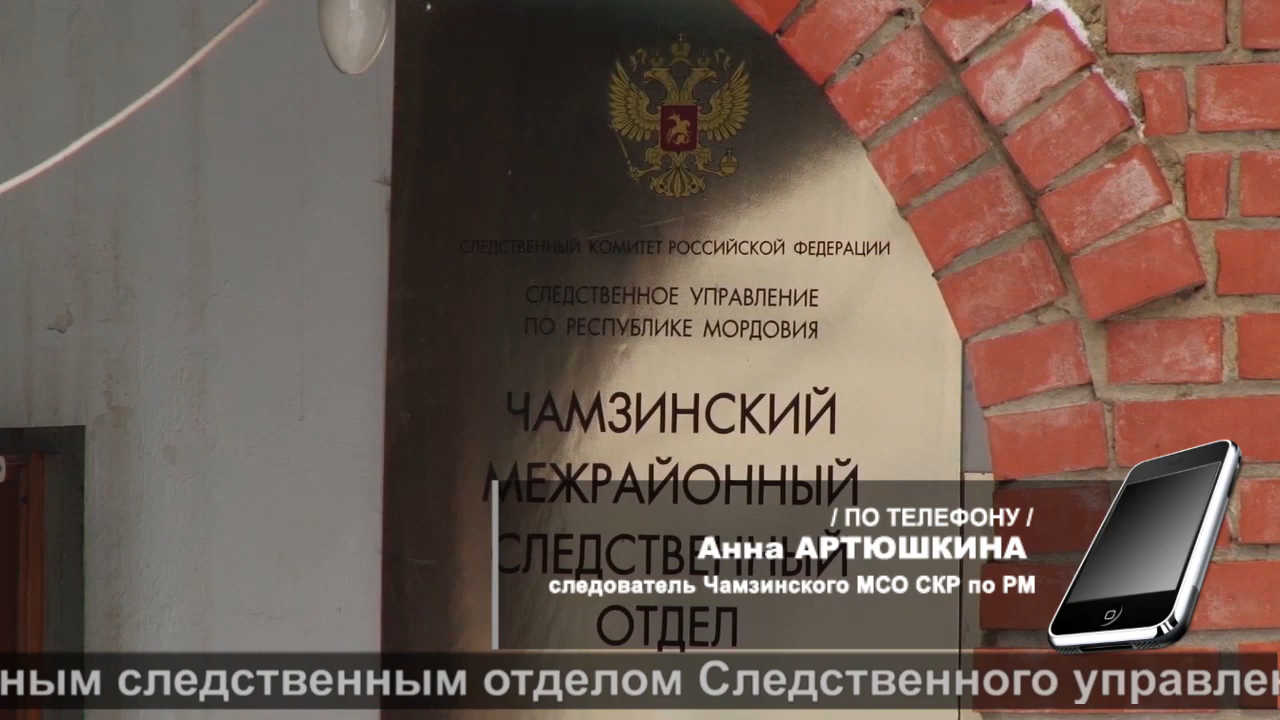 СЛЕДСТВЕННЫЙ КОМИТЕТ РОССИЙСКОЙ ФЕДЕРАЦИИ
СЛЕДСТВЕННОЕ УПРАВЛЕНИЕ
ПО РЕСПУБЛИКЕ МОРДОВИЯ
ЧАМЗИНСКИЙ
МЕЖРАЙОННЫЙ
СЛЕДСТВЕННЫЙ
ОТДЕЛ
/ ПО ТЕЛЕФОНУ /
Анна АРТЮШКИНА
следователь Чамзинского МСО СКР по РМ
ным следственным отделом Следственного управлен